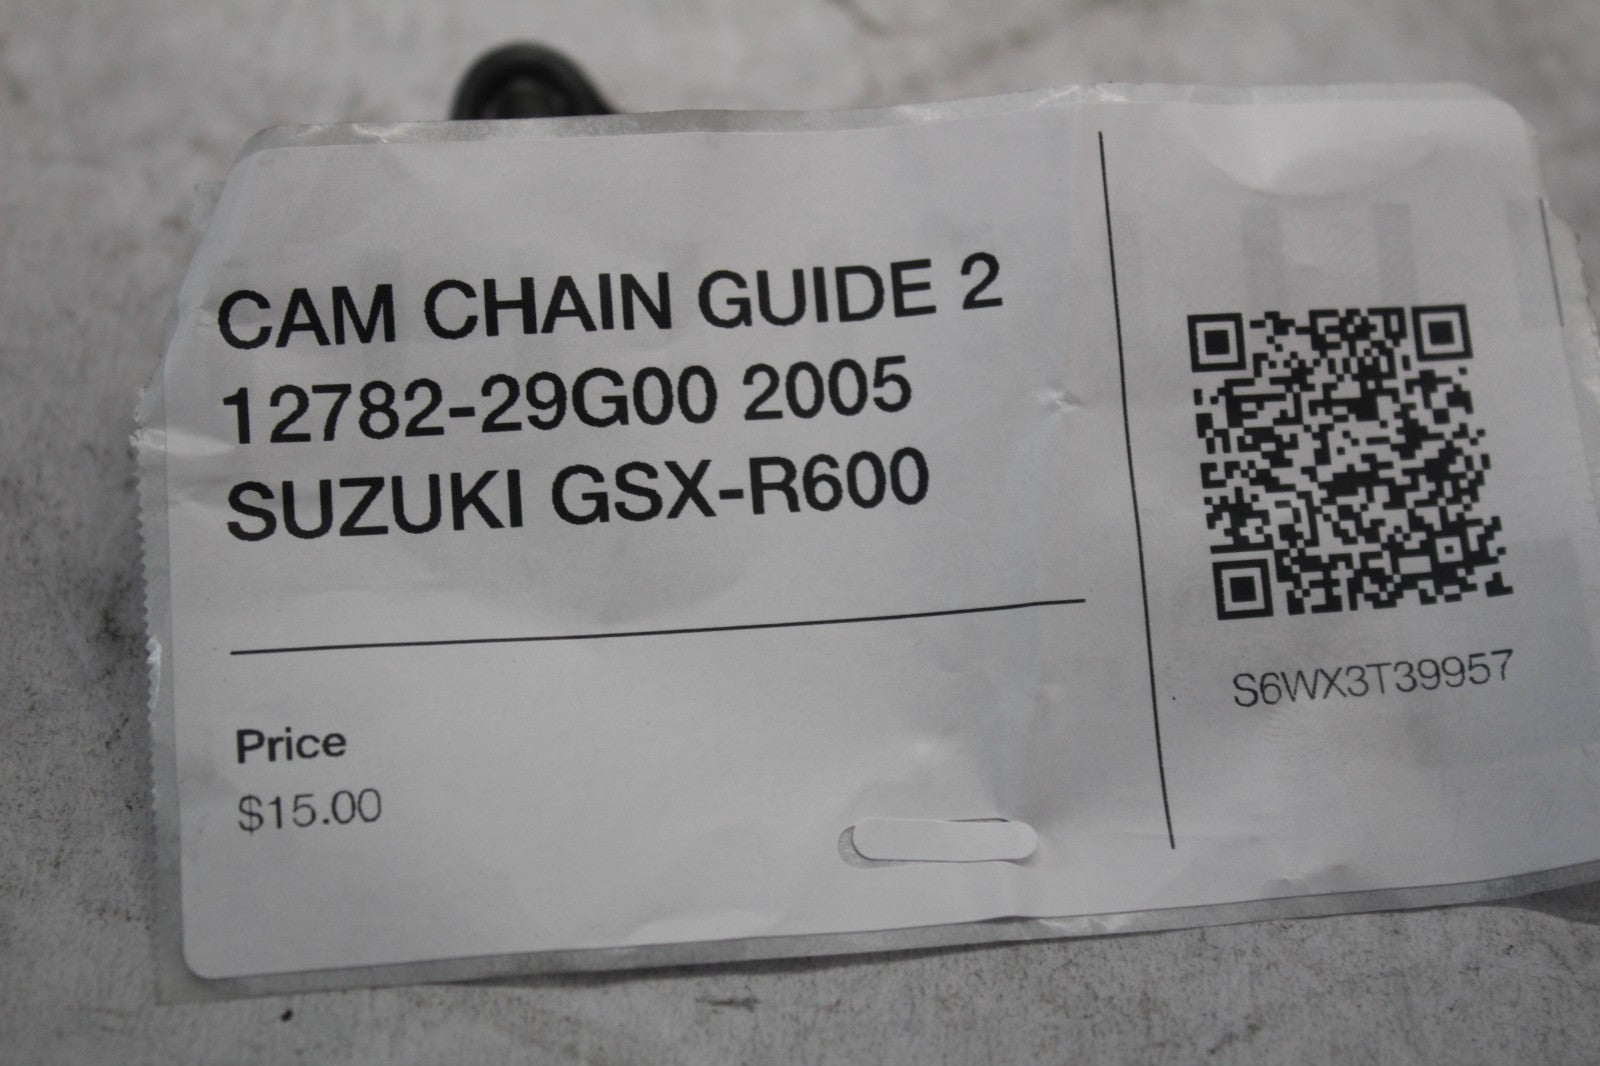 CAM CHAIN GUIDE 2
12782-29G00 2005
SUZUKI GSX-R600
Price
$15.00
S6WX3T39957